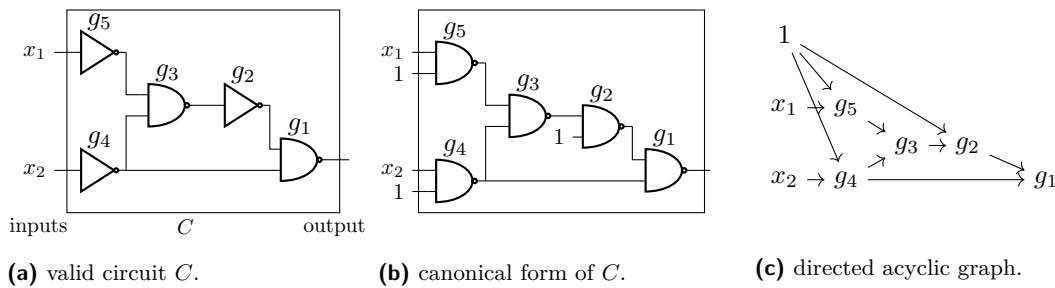 g₅
x₁
g₃
g₂
g₄
g₁
x₂
inputs
C
output
(a) valid circuit C.
g₅
x₁
1
g₃
g₂
1
g₄
g₁
x₂
1
(b) canonical form of C.
1
x₁ → g₅
g₃ → g₂
x₂ → g₄ → g₁
(c) directed acyclic graph.